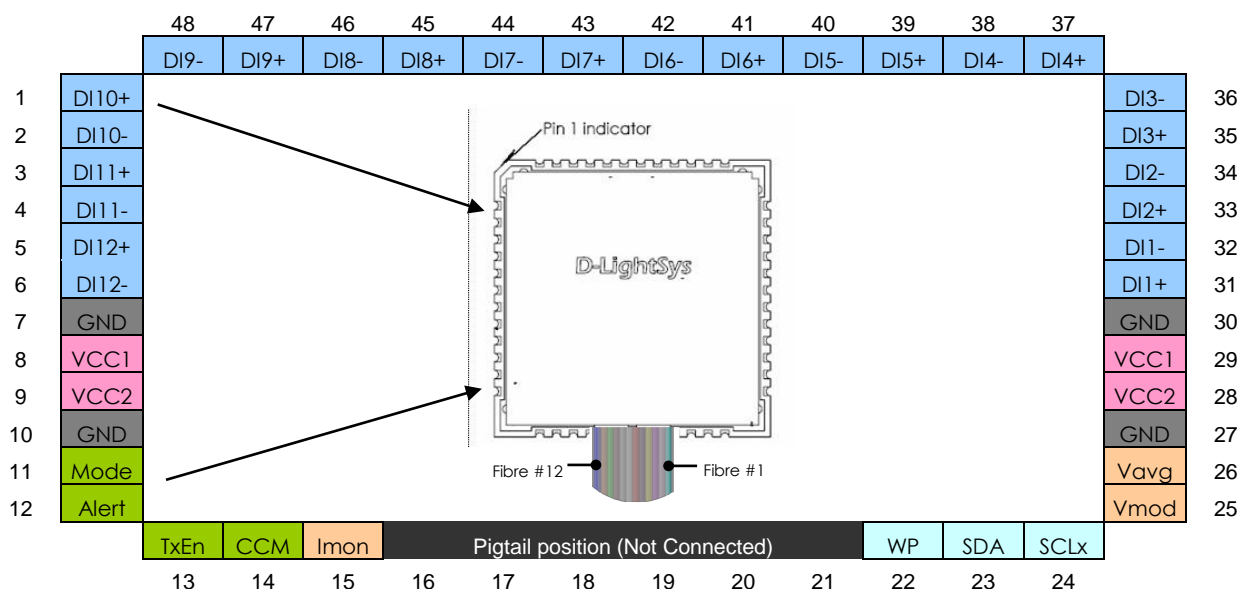 48 47 46 45 44 43 42 41 40 39 38 37
DI9- DI9+ DI8- DI8+ DI7- DI7+ DI6- DI6+ DI5- DI5+ DI4- DI4+
1 DI10+ DI3- 36
2 DI10- Pin 1 indicator DI3+ 35
3 DI11+ DI2- 34
4 DI11- DI2+ 33
5 DI12+ D-LightSys DI1- 32
6 DI12- DI1+ 31
7 GND GND 30
8 VCC1 VCC1 29
9 VCC2 VCC2 28
10 GND GND 27
11 Mode Fibre #12 Fibre #1 Vavg 26
12 Alert Vmod 25
TxEn CCM Imon Pigtail position (Not Connected) WP SDA SCLx
13 14 15 16 17 18 19 20 21 22 23 24